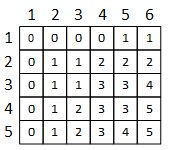 1 2 3 4 5 6
1 0 0 0 0 1 1
2 0 1 1 2 2 2
3 0 1 1 3 3 4
4 0 1 2 3 3 5
5 0 1 2 3 4 5